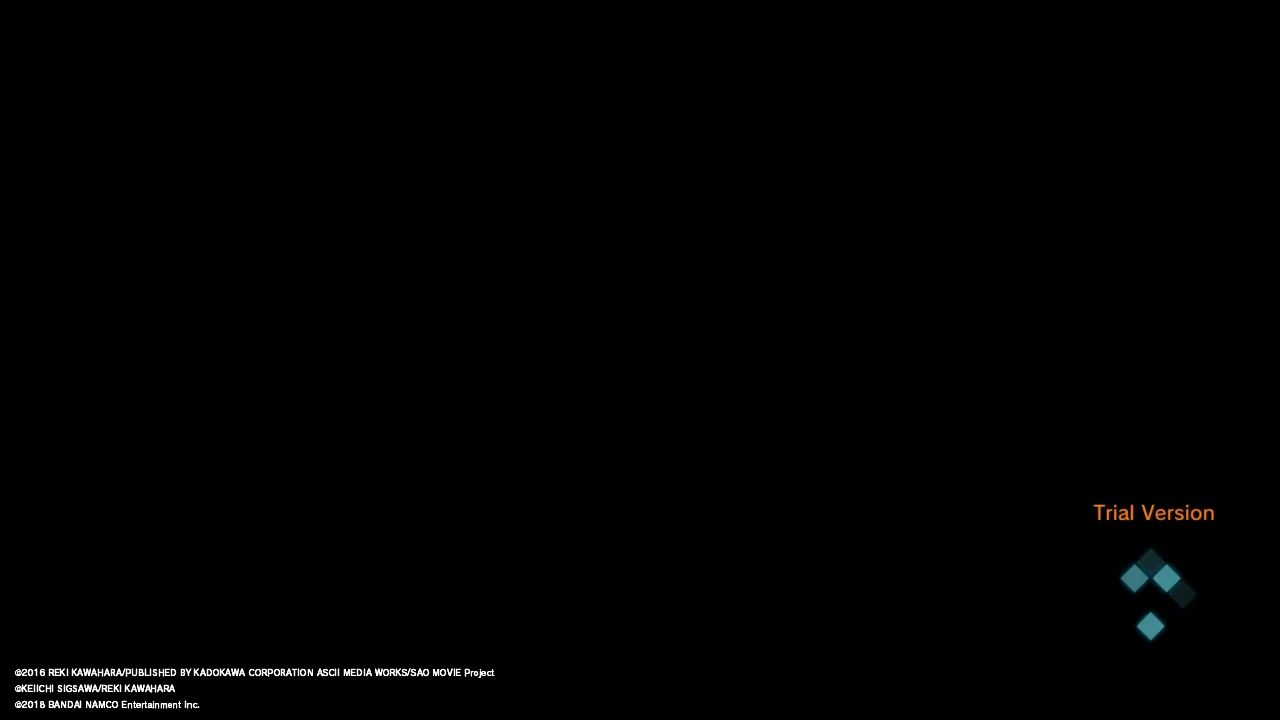 Trial Version
©2016 REKI KAWAHARA/PUBLISHED BY KADOKAWA CORPORATION ASCII MEDIA WORKS/SAO MOVIE Project
©KEIICHI SIGSAWA/REKI KAWAHARA
©2018 BANDAI NAMCO Entertainment Inc.